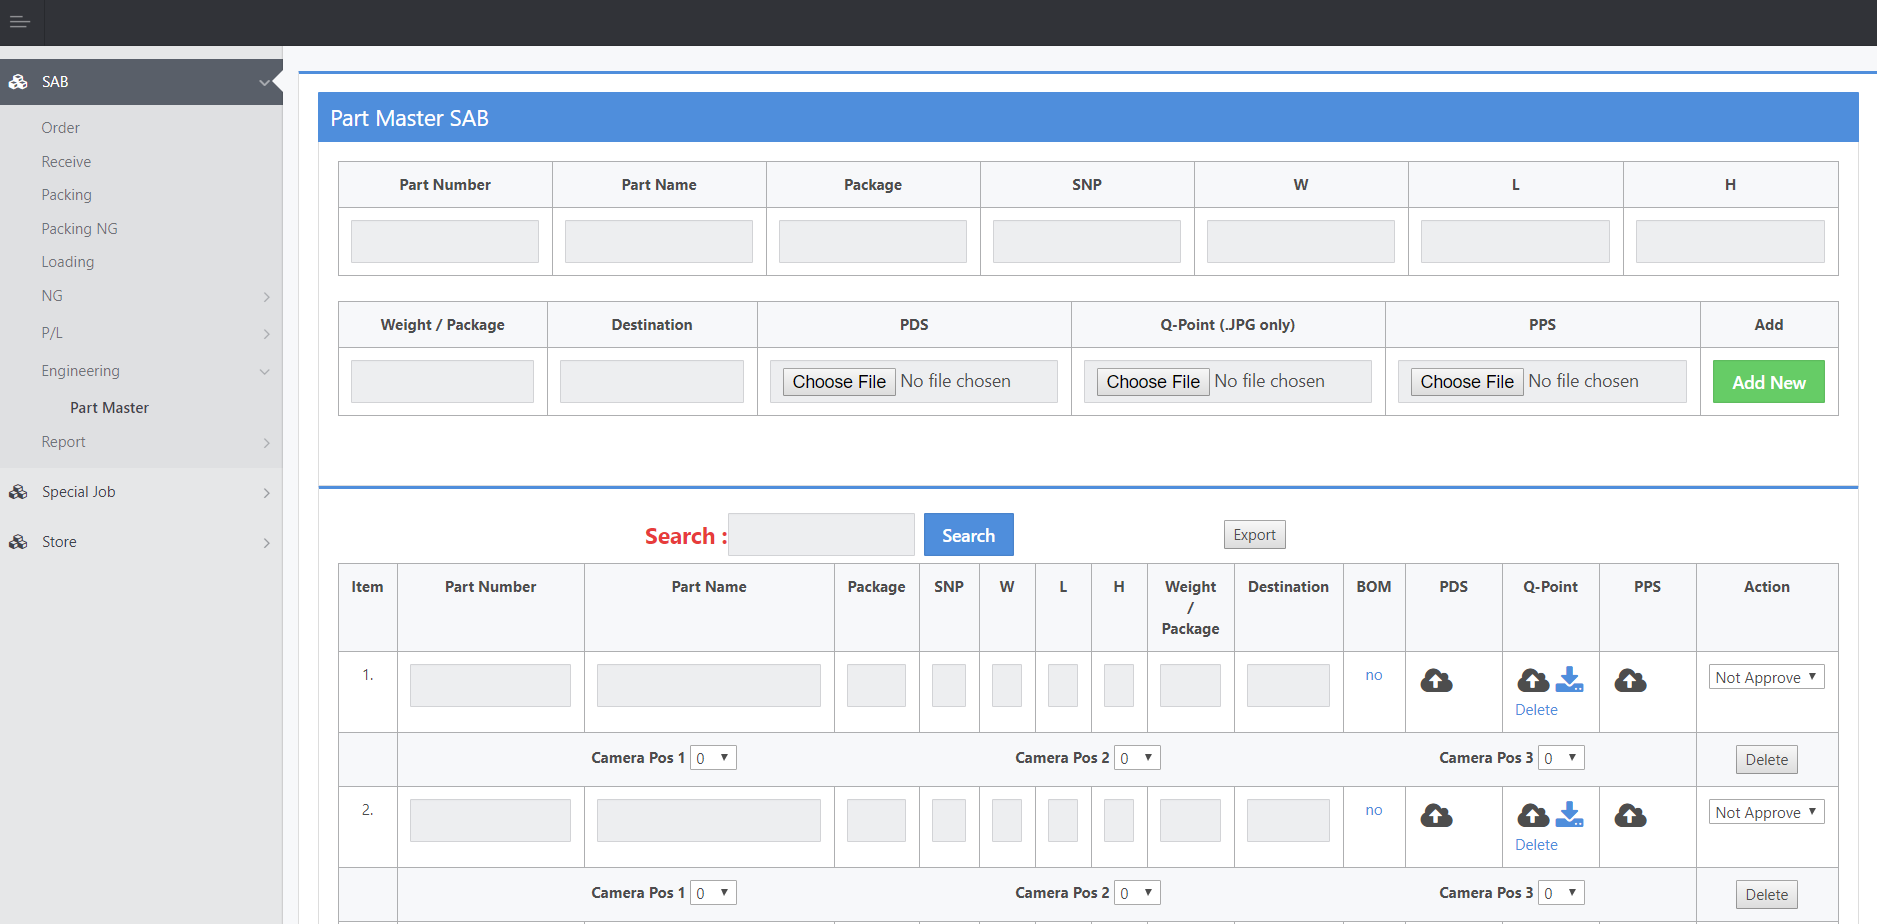 SAB
Order
Receive
Packing
Packing NG
Loading
NG
P/L
Engineering
Part Master
Report
Special Job
Store
Part Master SAB
Part Number Part Name Package SNP W L H
Weight / Package Destination PDS Q-Point (.JPG only) PPS Add
Choose File No file chosen Choose File No file chosen Choose File No file chosen Add New
Search : Search Export
Item Part Number Part Name Package SNP W L H Weight / Package Destination BOM PDS Q-Point PPS Action
1. no Not Approve
Delete
Camera Pos 1 0 Camera Pos 2 0 Camera Pos 3 0 Delete
2. no Not Approve
Delete
Camera Pos 1 0 Camera Pos 2 0 Camera Pos 3 0 Delete